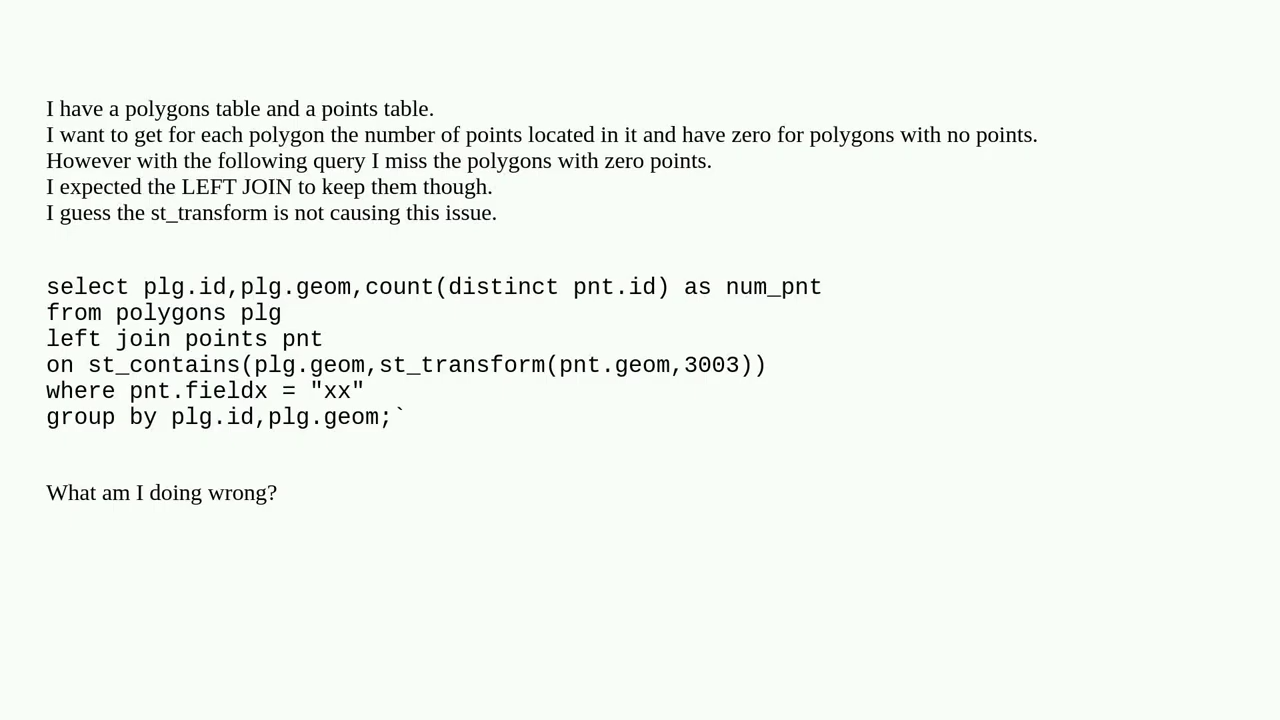 I have a polygons table and a points table.
I want to get for each polygon the number of points located in it and have zero for polygons with no points.
However with the following query I miss the polygons with zero points.
I expected the LEFT JOIN to keep them though.
I guess the st_transform is not causing this issue.
select plg.id,plg.geom,count(distinct pnt.id) as num_pnt
from polygons plg
left join points pnt
on st_contains(plg.geom,st_transform(pnt.geom,3003))
where pnt.fieldx = "xx"
group by plg.id,plg.geom;`
What am I doing wrong?